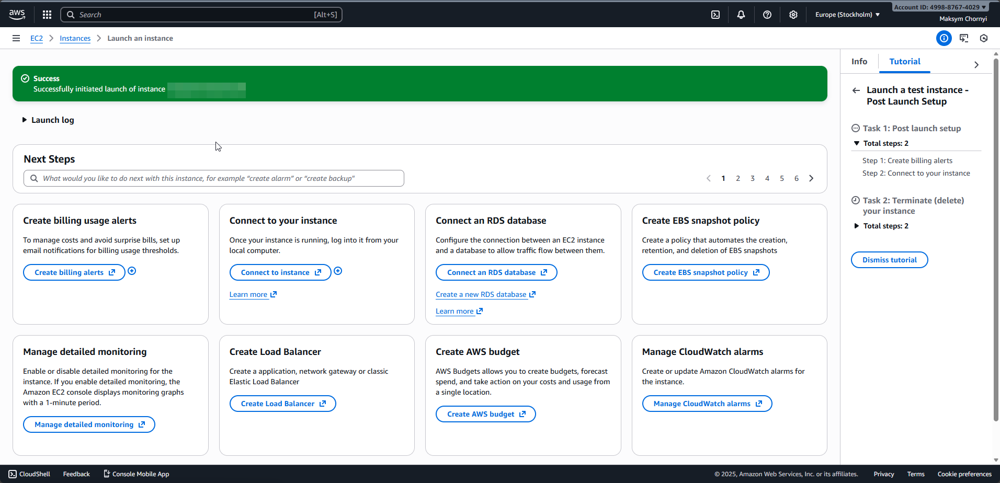 aws
Search
[Alt+S]
Europe (Stockholm)
Account ID: 4998-8767-4029
Maksym Chornyi
EC2
Instances
Launch an instance
Success
Successfully initiated launch of instance
Launch log
Next Steps
What would you like to do next with this instance, for example “create alarm” or “create backup"
1 2 3 4 5 6
Create billing usage alerts
To manage costs and avoid surprise bills, set up
email notifications for billing usage thresholds.
Create billing alerts
Connect to your instance
Once your instance is running, log into it from your
local computer.
Connect to instance
Learn more
Connect an RDS database
Configure the connection between an EC2 instance
and a database to allow traffic flow between them.
Connect an RDS database
Create a new RDS database
Learn more
Create EBS snapshot policy
Create a policy that automates the creation,
retention, and deletion of EBS snapshots
Create EBS snapshot policy
Manage detailed monitoring
Enable or disable detailed monitoring for the
instance. If you enable detailed monitoring, the
Amazon EC2 console displays monitoring graphs
with a 1-minute period.
Manage detailed monitoring
Create Load Balancer
Create a application, network gateway or classic
Elastic Load Balancer
Create Load Balancer
Create AWS budget
AWS Budgets allows you to create budgets, forecast
spend, and take action on your costs and usage from
a single location.
Create AWS budget
Manage CloudWatch alarms
Create or update Amazon CloudWatch alarms for
the instance.
Manage CloudWatch alarms
Info
Tutorial
Launch a test instance -
Post Launch Setup
Task 1: Post launch setup
Total steps: 2
Step 1: Create billing alerts
Step 2: Connect to your instance
Task 2: Terminate (delete)
your instance
Total steps: 2
Dismiss tutorial
CloudShell
Feedback
Console Mobile App
© 2025, Amazon Web Services, Inc. or its affiliates.
Privacy
Terms
Cookie preferences